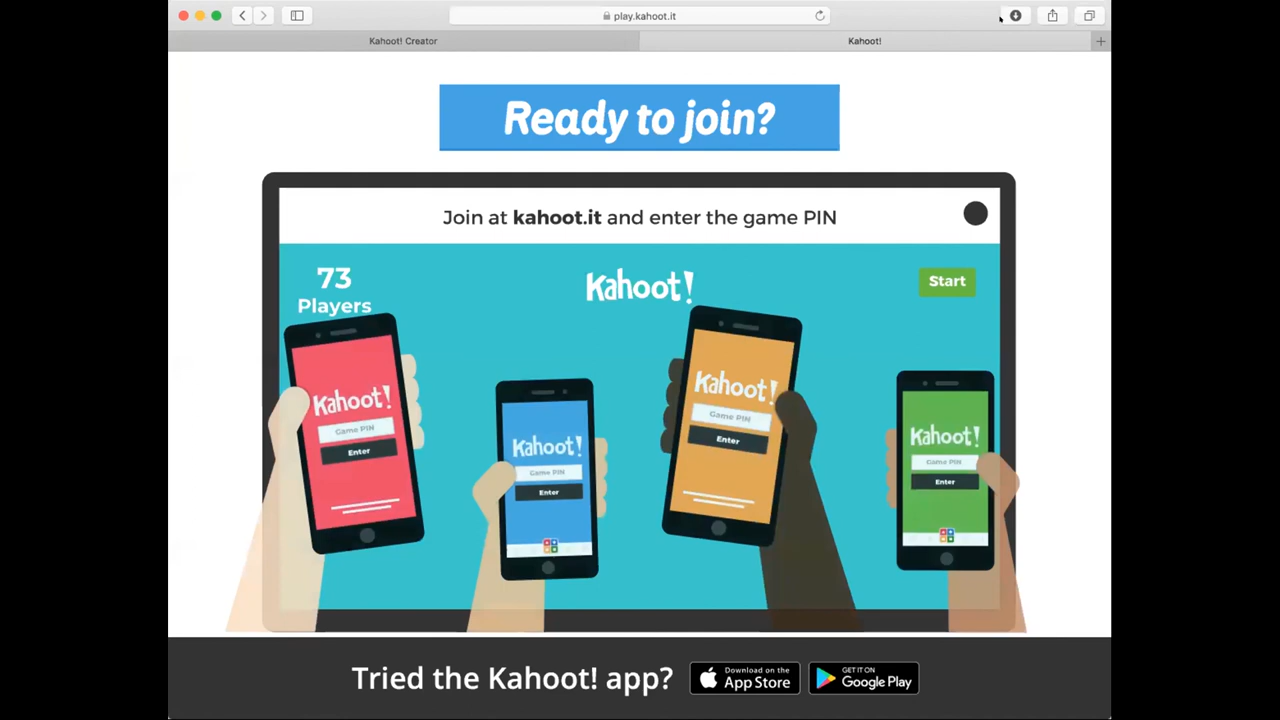 play.kahoot.it
Kahoot! Creator
Kahoot!
Ready to join?
Join at kahoot.it and enter the game PIN
73
Players
Kahoot!
Start
Kahoot!
Game PIN
Enter
Kahoot!
Game PIN
Enter
Kahoot!
Game PIN
Enter
Kahoot!
Game PIN
Enter
Tried the Kahoot! app?
Download on the
App Store
GET IT ON
Google Play